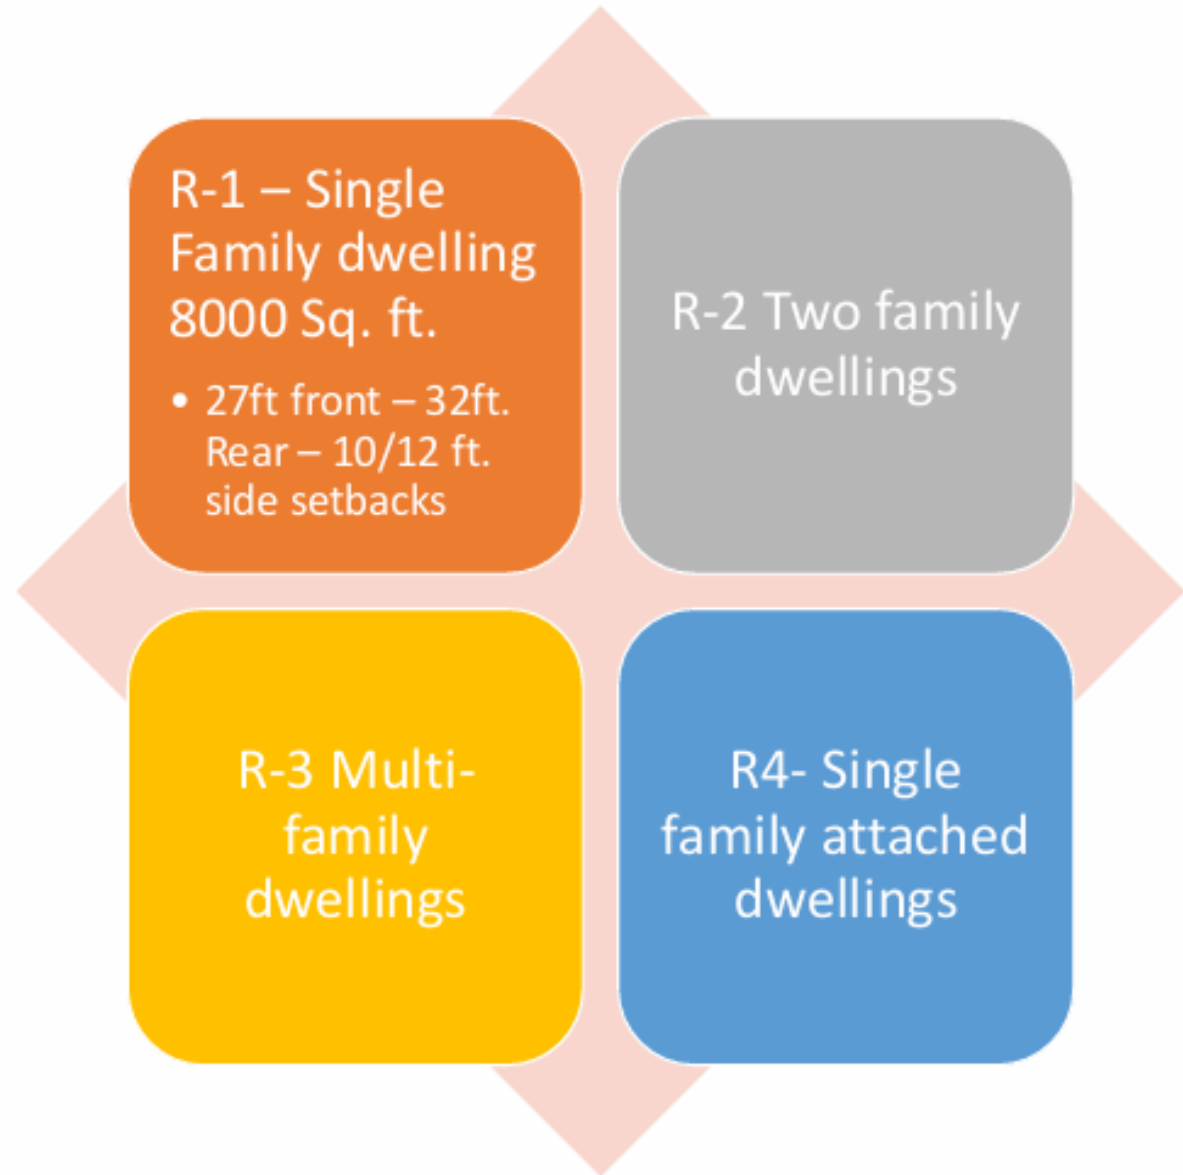 R-1 – Single
Family dwelling
8000 Sq. ft.
• 27ft front – 32ft.
Rear – 10/12 ft.
side setbacks
R-2 Two family
dwellings
R-3 Multi-
family
dwellings
R4- Single
family attached
dwellings